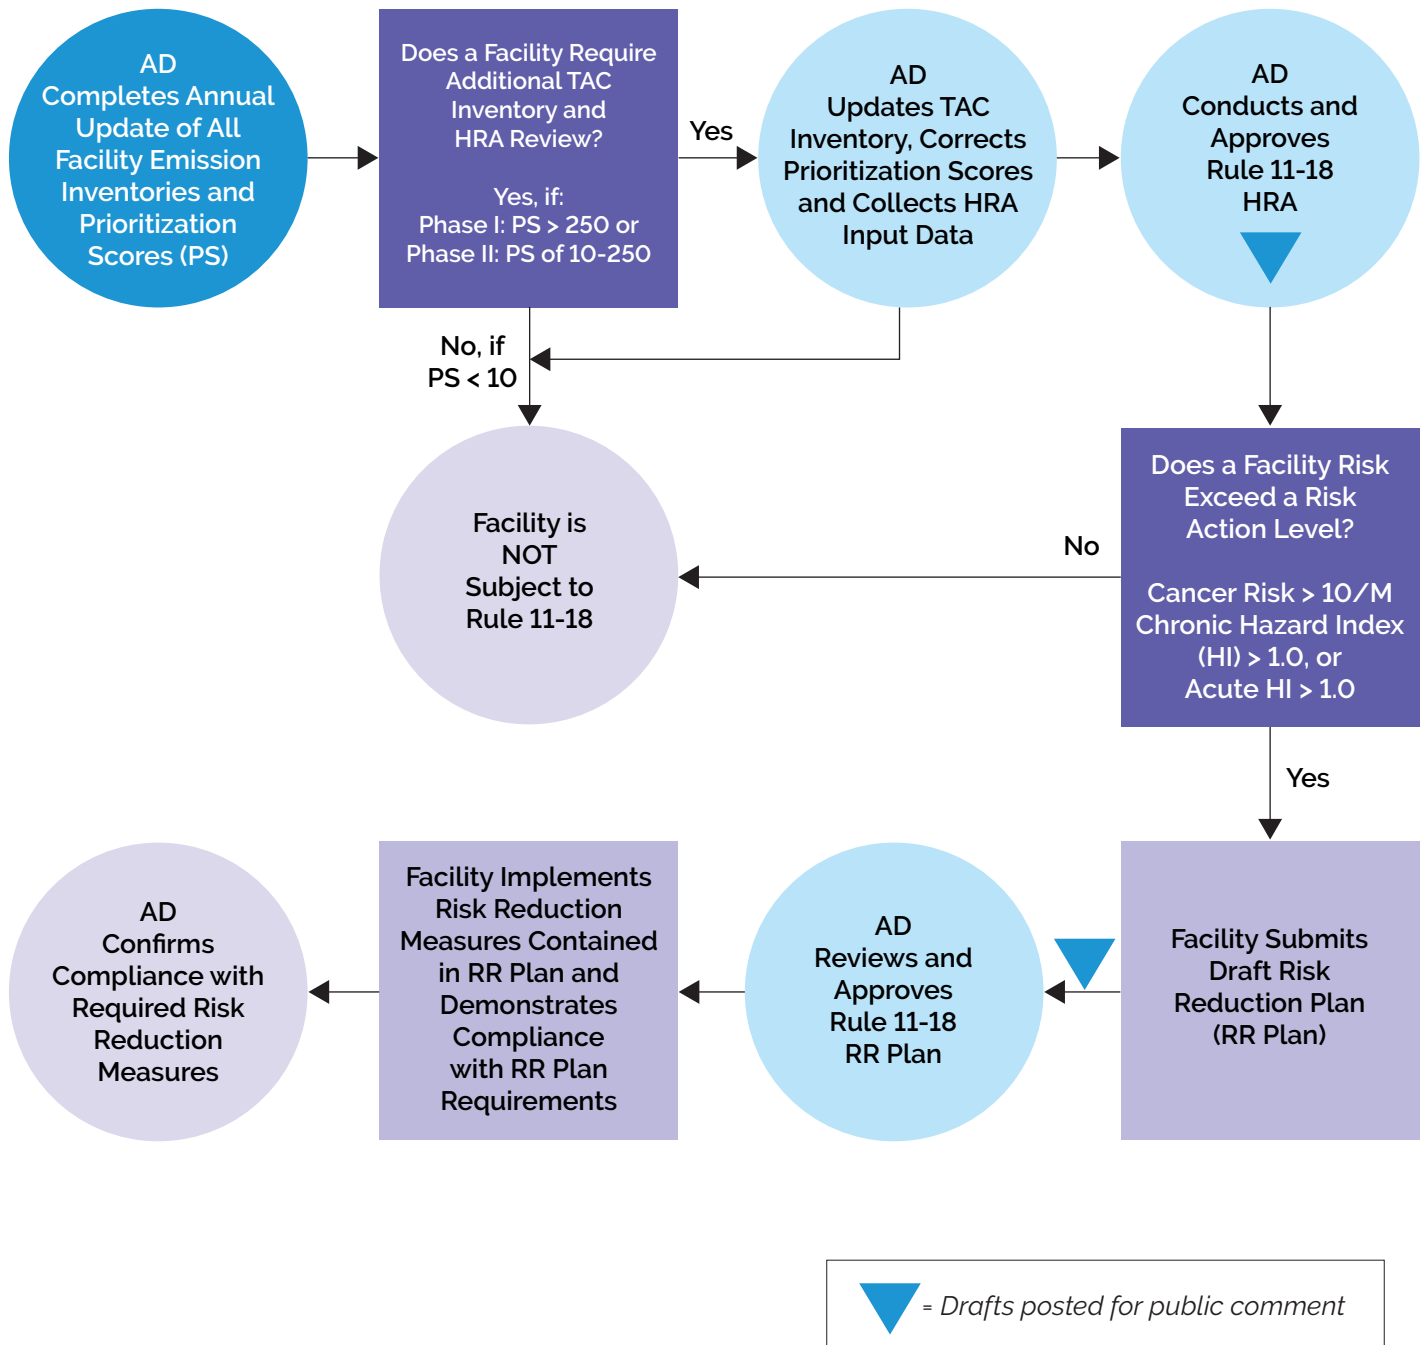 AD
Completes Annual
Update of All
Facility Emission
Inventories and
Prioritization
Scores (PS)
Does a Facility Require
Additional TAC
Inventory and
HRA Review?
Yes, if:
Phase I: PS > 250 or
Phase II: PS of 10-250
Yes
AD
Updates TAC
Inventory, Corrects
Prioritization Scores
and Collects HRA
Input Data
AD
Conducts and
Approves
Rule 11-18
HRA
No, if
PS < 10
Facility is
NOT
Subject to
Rule 11-18
No
Does a Facility Risk
Exceed a Risk
Action Level?
Cancer Risk > 10/M
Chronic Hazard Index
(HI) > 1.0, or
Acute HI > 1.0
Yes
Facility Submits
Draft Risk
Reduction Plan
(RR Plan)
AD
Reviews and
Approves
Rule 11-18
RR Plan
Facility Implements
Risk Reduction
Measures Contained
in RR Plan and
Demonstrates
Compliance
with RR Plan
Requirements
AD
Confirms
Compliance with
Required Risk
Reduction
Measures
= Drafts posted for public comment